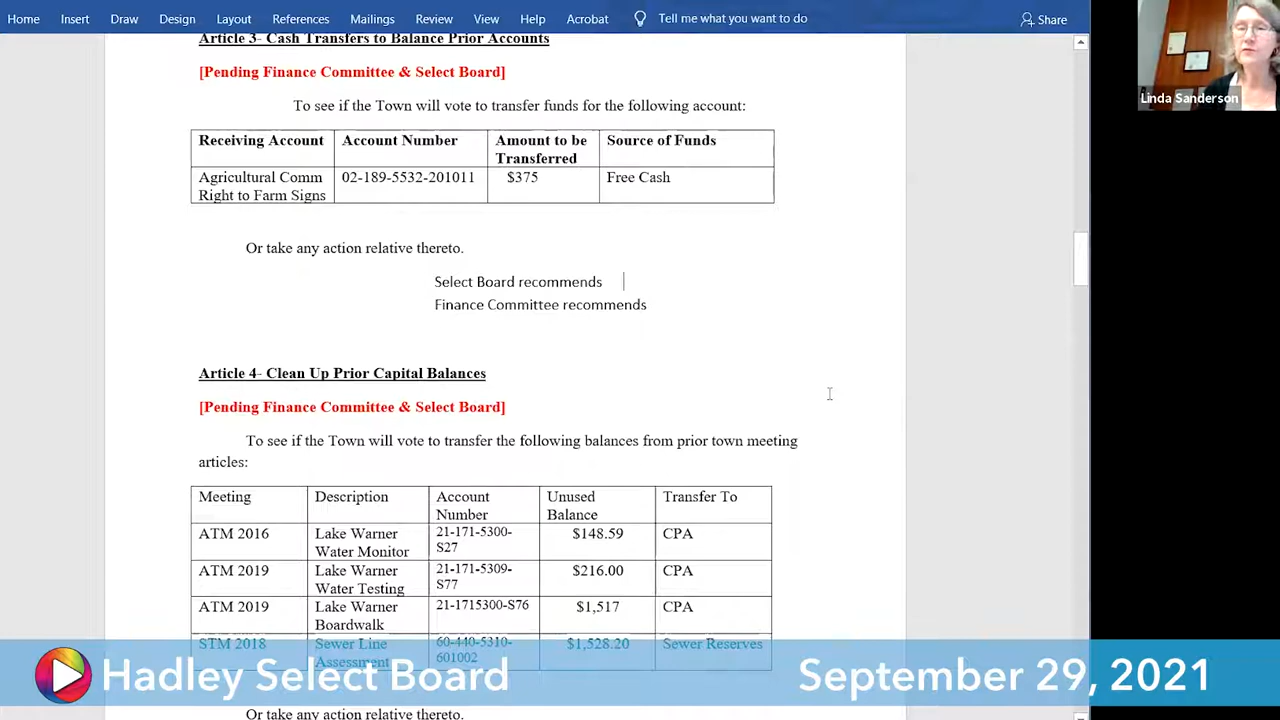 Home Insert Draw Design Layout References Mailings Review View Help Acrobat Tell me what you want to do Share
Article 3- Cash Transfers to Balance Prior Accounts
[Pending Finance Committee & Select Board]
Linda Sanderson
To see if the Town will vote to transfer funds for the following account:
Receiving Account Account Number Amount to be Transferred Source of Funds
Agricultural Comm Right to Farm Signs 02-189-5532-201011 $375 Free Cash
Or take any action relative thereto.
Select Board recommends
Finance Committee recommends
Article 4- Clean Up Prior Capital Balances
[Pending Finance Committee & Select Board]
To see if the Town will vote to transfer the following balances from prior town meeting
articles:
Meeting Description Account Number Unused Balance Transfer To
ATM 2016 Lake Warner Water Monitor 21-171-5300-S27 $148.59 CPA
ATM 2019 Lake Warner Water Testing 21-171-5309-S77 $216.00 CPA
ATM 2019 Lake Warner Boardwalk 21-1715300-S76 $1,517 CPA
STM 2018 Sewer Line Assessment 60-440-5310-601002 $1,528.20 Sewer Reserves
Hadley Select Board September 29, 2021
Or take any action relative thereto.